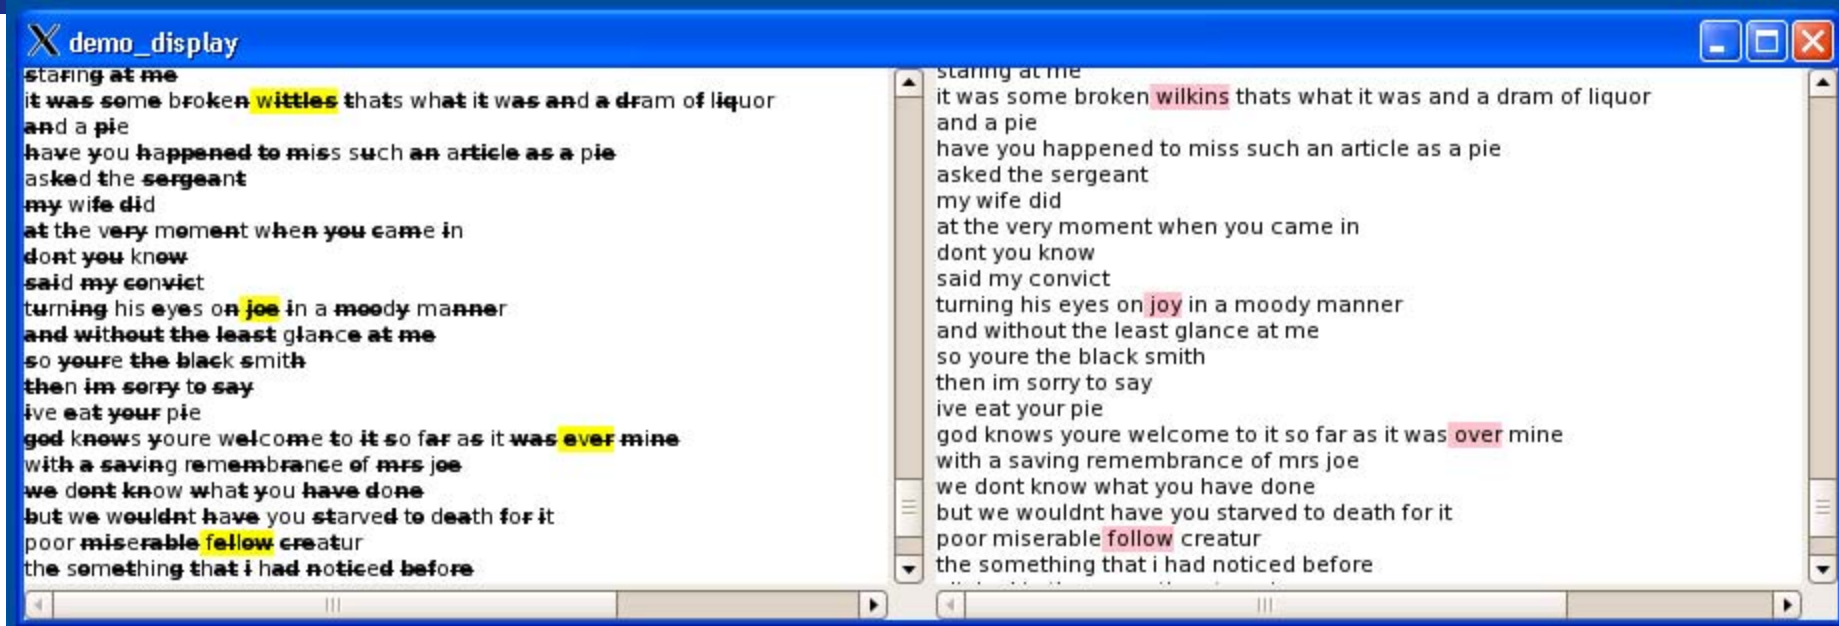 demo_display
staring at me
it was some broken wittles thats what it was and a dram of liquor
and a pie
have you happened to miss such an article as a pie
asked the sergeant
my wife did
at the very moment when you came in
dont you know
said my convict
turning his eyes on joe in a moody manner
and without the least glance at me
so youre the black smith
then im sorry to say
ive eat your pie
god knows youre welcome to it so far as it was ever mine
with a saving remembrance of mrs joe
we dont know what you have done
but we wouldnt have you starved to death for it
poor miserable fellow creatur
the something that i had noticed before
staring at me
it was some broken wilkins thats what it was and a dram of liquor
and a pie
have you happened to miss such an article as a pie
asked the sergeant
my wife did
at the very moment when you came in
dont you know
said my convict
turning his eyes on joy in a moody manner
and without the least glance at me
so youre the black smith
then im sorry to say
ive eat your pie
god knows youre welcome to it so far as it was over mine
with a saving remembrance of mrs joe
we dont know what you have done
but we wouldnt have you starved to death for it
poor miserable follow creatur
the something that i had noticed before